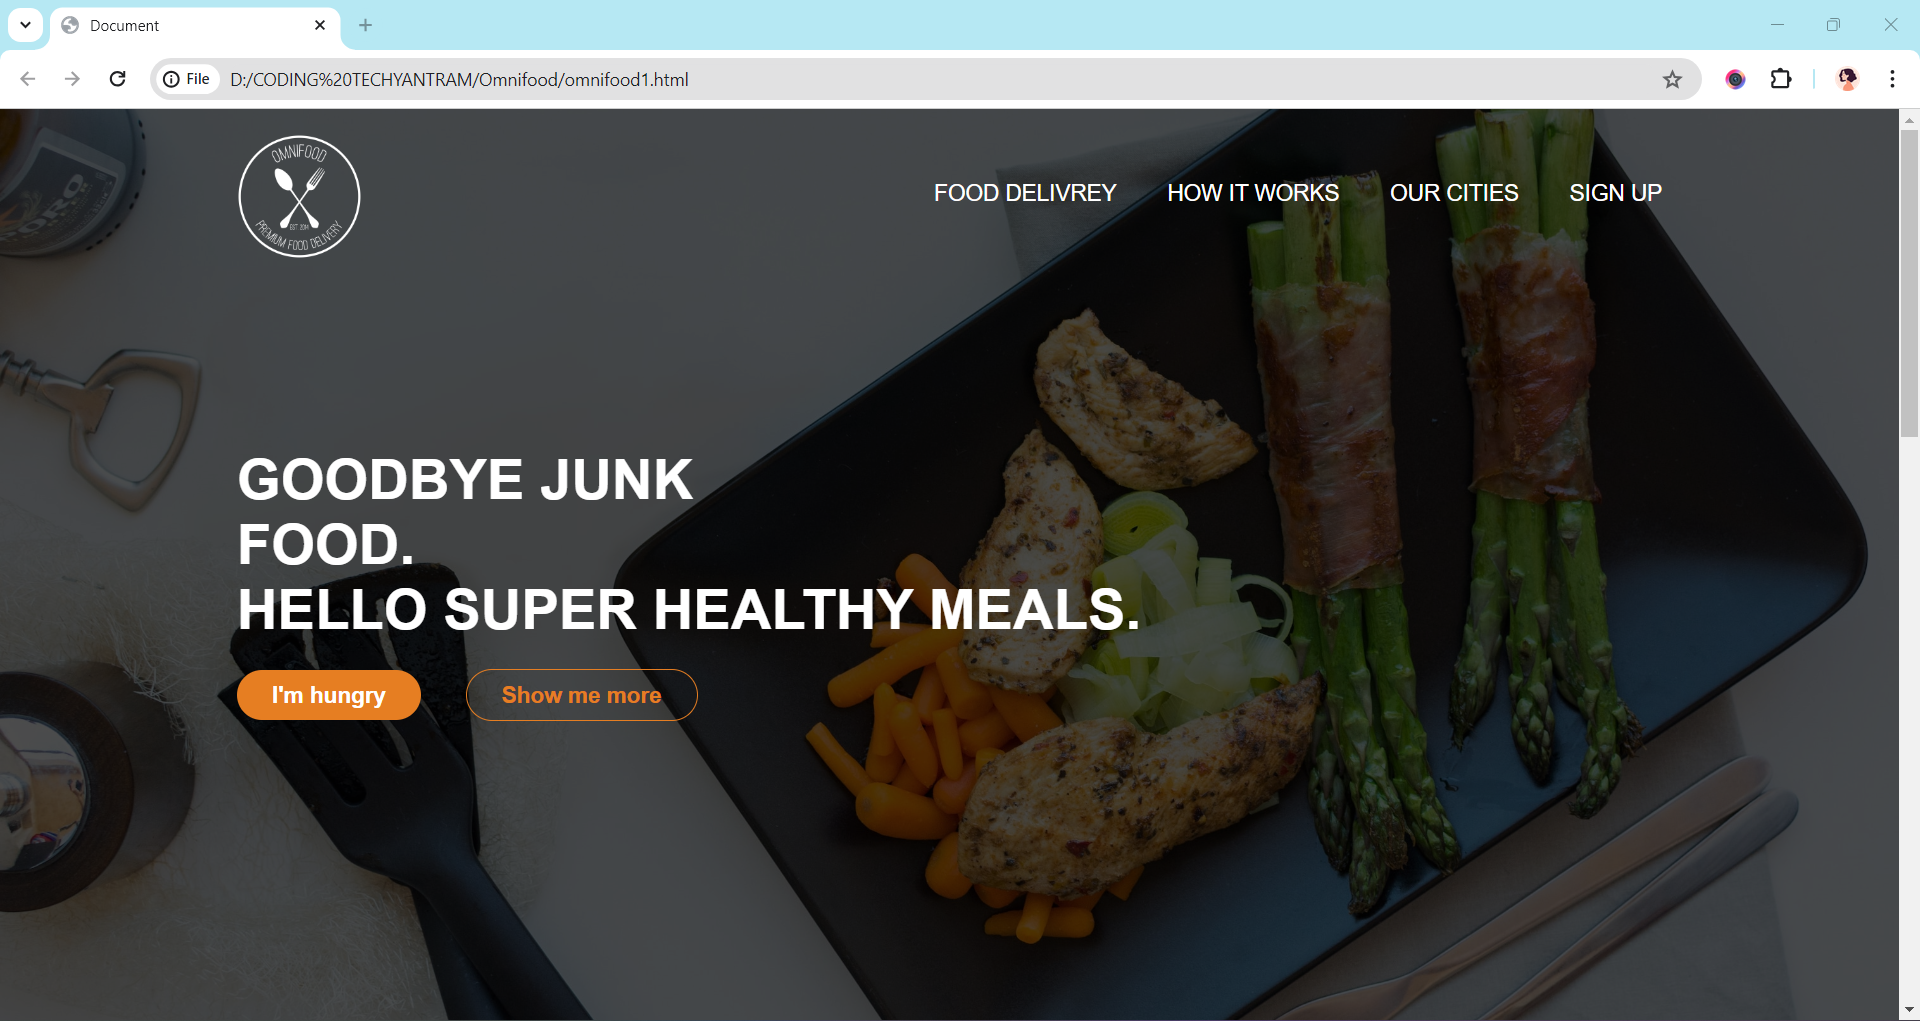 Document
File
D:/CODING%20TECHYANTRAM/Omnifood/omnifood1.html
OMNIFOOD
EST. 2014
PREMIUM FOOD DELIVERY
FOOD DELIVREY HOW IT WORKS OUR CITIES SIGN UP
GOODBYE JUNK
FOOD.
HELLO SUPER HEALTHY MEALS.
I'm hungry Show me more